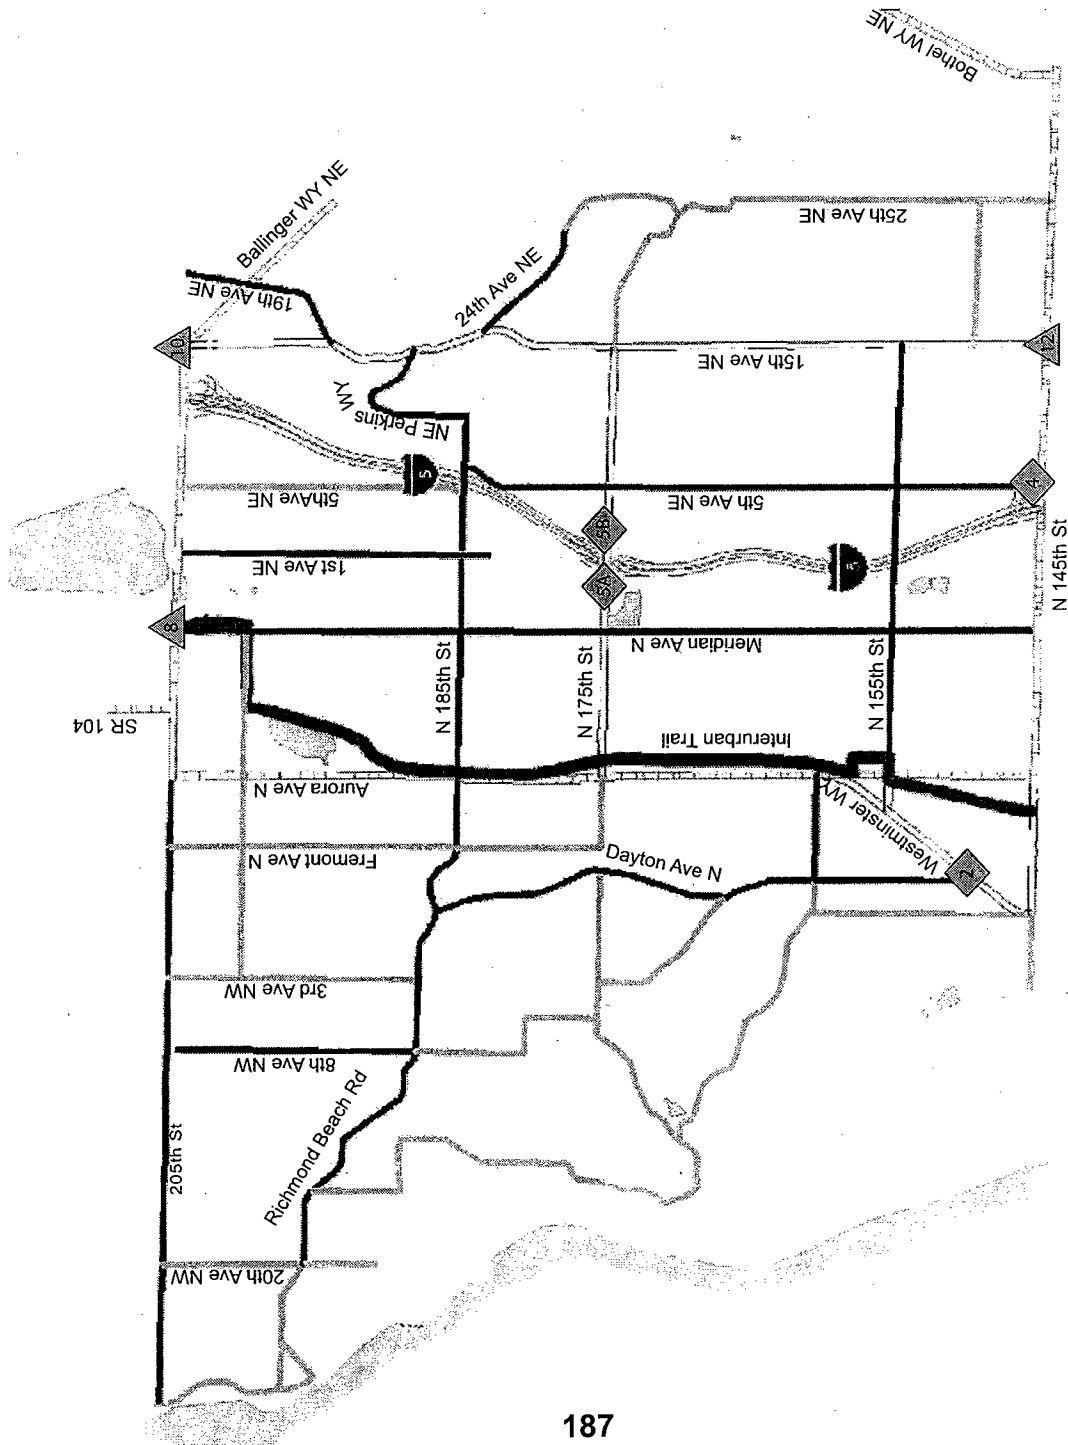 Bothel WY NE
Ballinger WY NE
19th Ave NE
24th Ave NE
25th Ave NE
10
12
15th Ave NE
NE Perkins
WY
5
5thAve NE
5th Ave NE
4
5B
5A
5
1st Ave NE
N 145th St
8
Meridian Ave N
N 185th St
N 175th St
N 155th St
SR 104
Interurban Trail
Aurora Ave N
Westminster WY
Fremont Ave N
Dayton Ave N
2
3rd Ave NW
8th Ave NW
Richmond Beach Rd
205th St
20th Ave NW
187